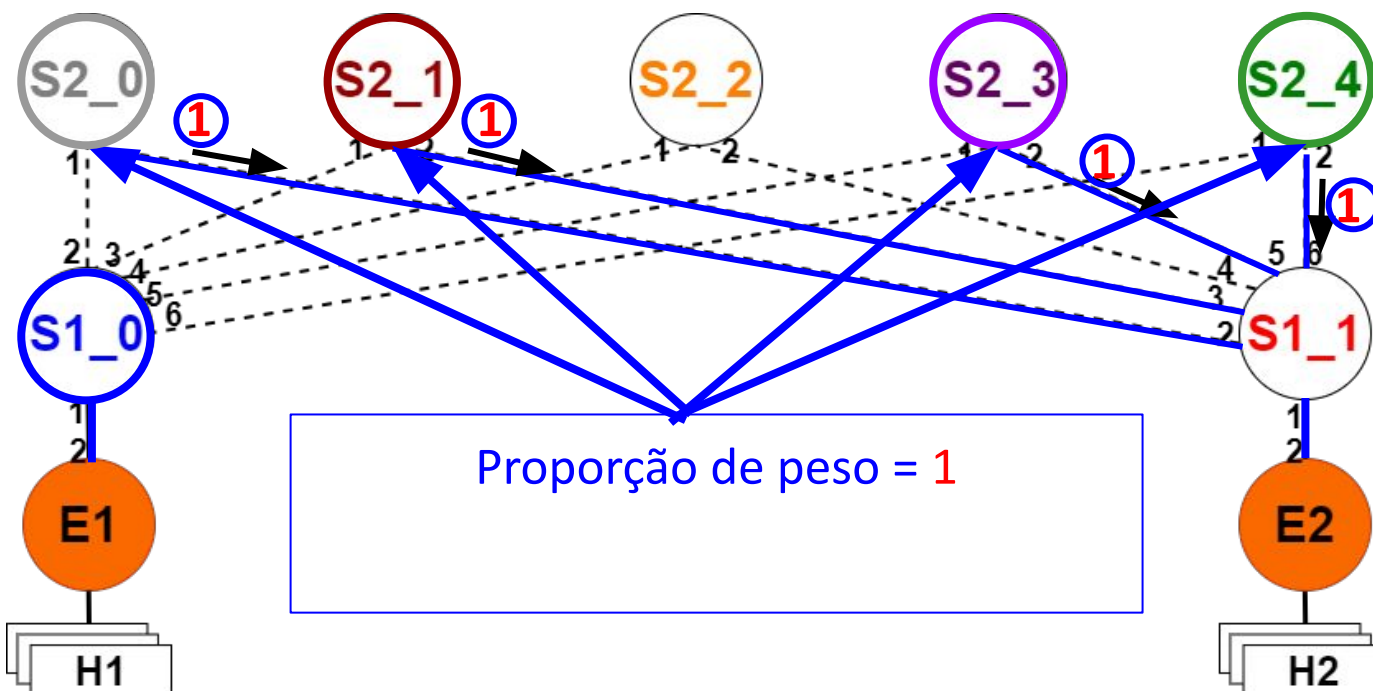 S2_0 S2_1 S2_2 S2_3 S2_4
1 1 1 1
1 1 2 1 2 1 2 1 2
2 3 4 5 6
4 3 2 5 6
S1_0 S1_1
1 1
2 2
Proporção de peso = 1
E1 E2
H1 H2